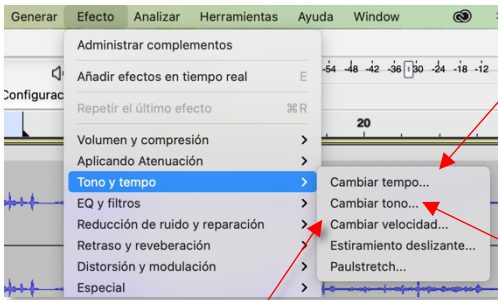 Generar Efecto Analizar Herramientas Ayuda Window
Administrar complementos
Añadir efectos en tiempo real E
-54 -48 -42 -36 -30 -24 -18 -12
Configurac
Repetir el último efecto ⌘R
20
Volumen y compresión
Aplicando Atenuación
Tono y tempo
Cambiar tempo...
EQ y filtros
Cambiar tono...
Reducción de ruido y reparación
Cambiar velocidad...
Retraso y reveberación
Estiramiento deslizante...
Distorsión y modulación
Paulstretch...
Especial